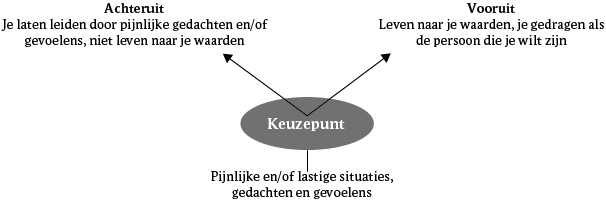 Achteruit
Je laten leiden door pijnlijke gedachten en/of
gevoelens, niet leven naar je waarden
Vooruit
Leven naar je waarden, je gedragen als
de persoon die je wilt zijn
Keuzepunt
Pijnlijke en/of lastige situaties,
gedachten en gevoelens